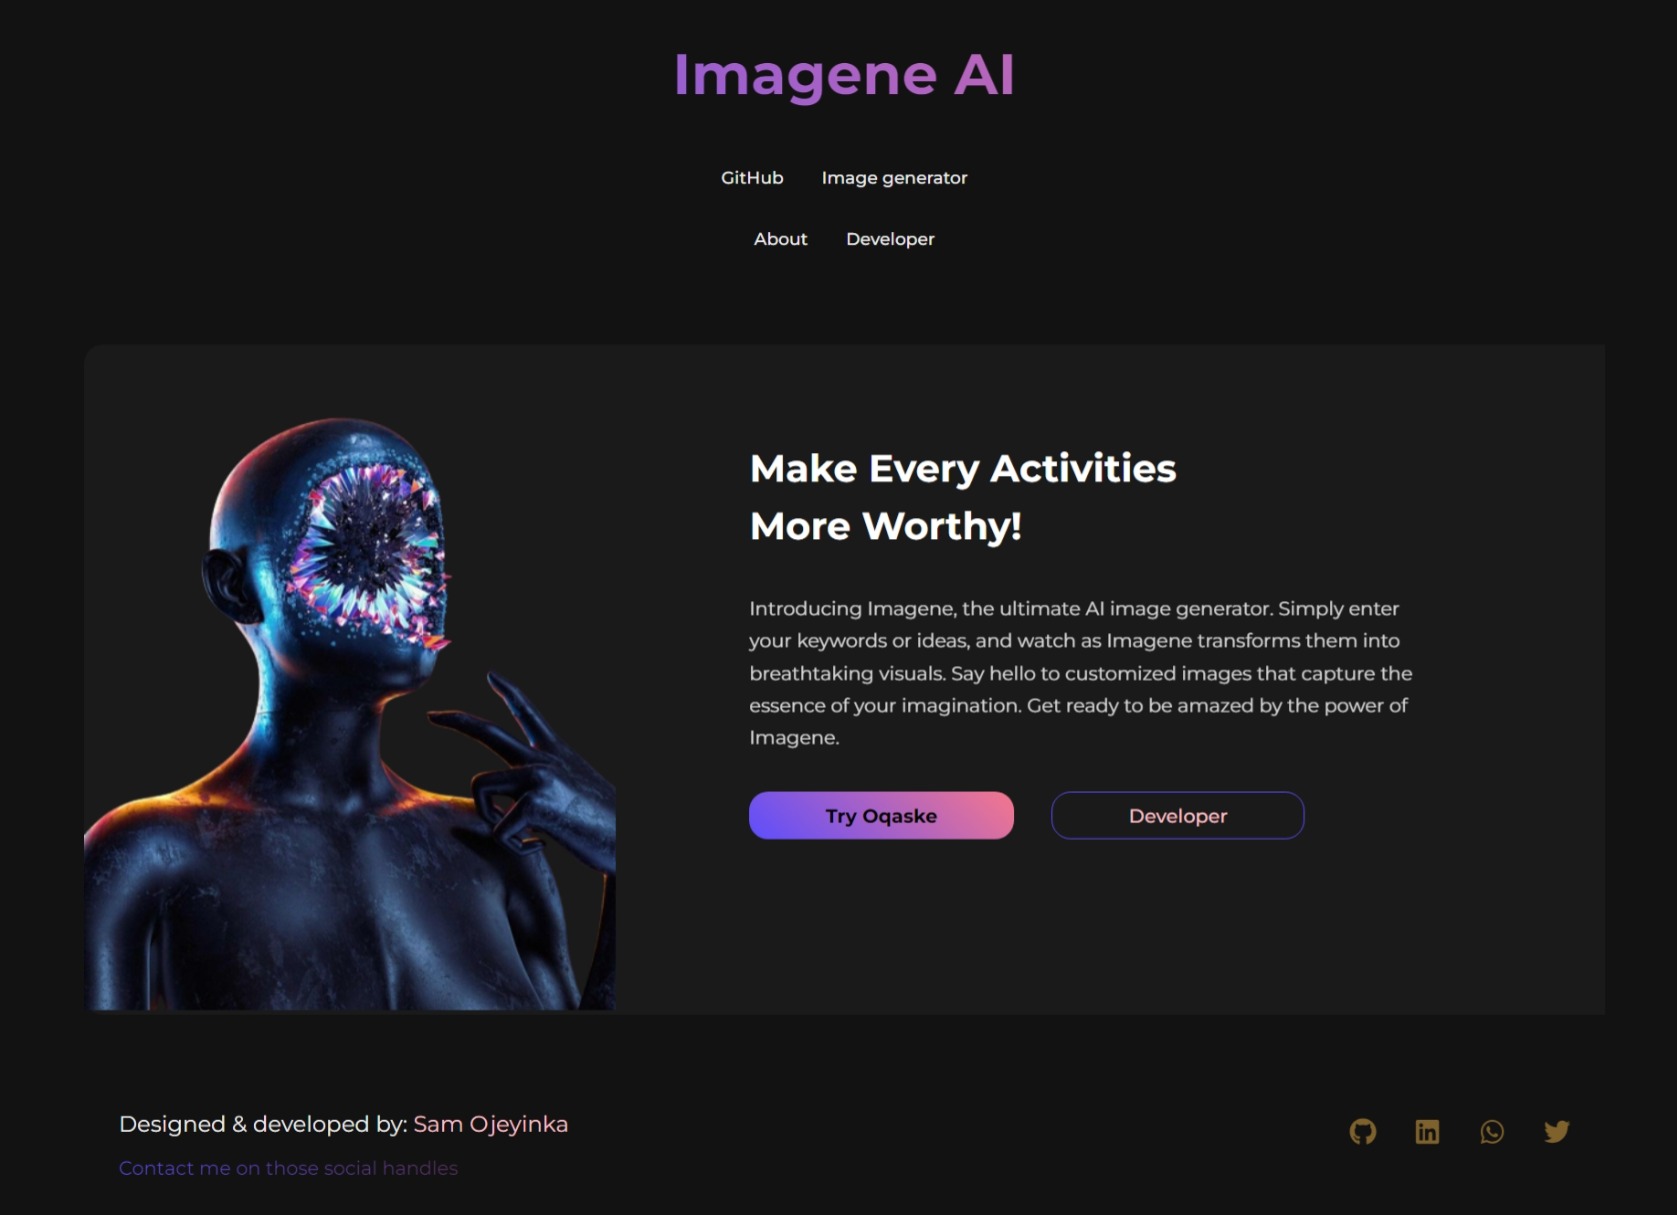 Imagene AI
GitHub Image generator
About Developer
Make Every Activities
More Worthy!
Introducing Imagene, the ultimate AI image generator. Simply enter
your keywords or ideas, and watch as Imagene transforms them into
breathtaking visuals. Say hello to customized images that capture the
essence of your imagination. Get ready to be amazed by the power of
Imagene.
Try Oqaske Developer
Designed & developed by: Sam Ojeyinka
Contact me on those social handles